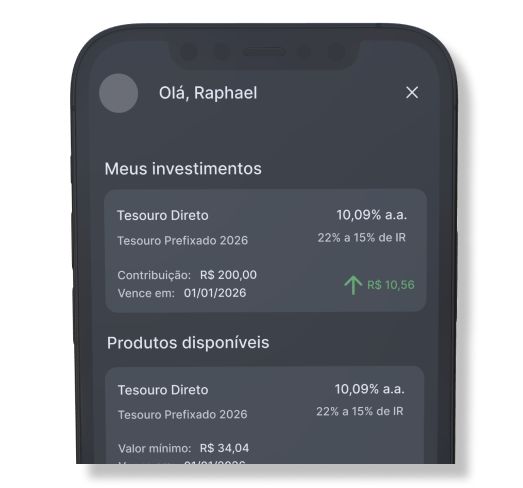 Olá, Raphael
Meus investimentos
Tesouro Direto 10,09% a.a.
Tesouro Prefixado 2026 22% a 15% de IR
Contribuição: R$ 200,00
R$ 10,56
Vence em: 01/01/2026
Produtos disponíveis
Tesouro Direto 10,09% a.a.
Tesouro Prefixado 2026 22% a 15% de IR
Valor mínimo: R$ 34,04